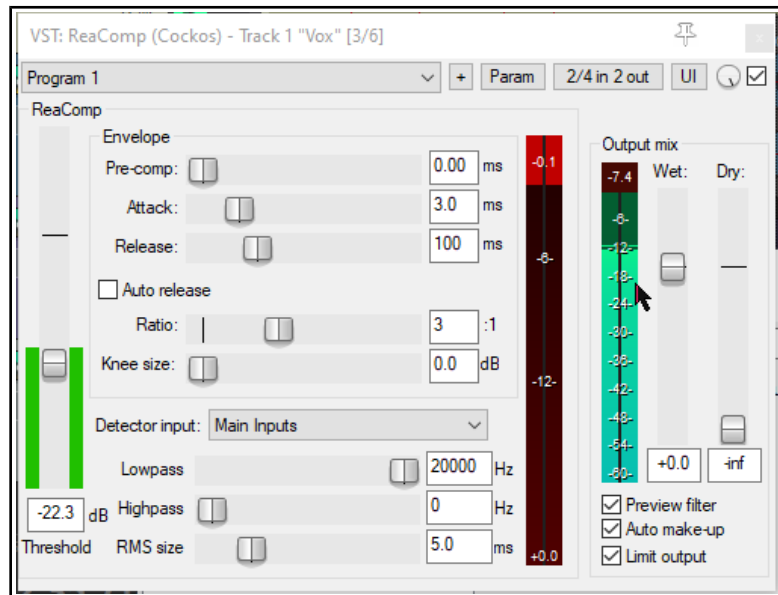 VST: ReaComp (Cockos) - Track 1 "Vox" [3/6]
Program 1 + Param 2/4 in 2 out UI
ReaComp
Envelope
Pre-comp: 0.00 ms
Attack: 3.0 ms
Release: 100 ms
Auto release
Ratio: 3 :1
Knee size: 0.0 dB
Detector input: Main Inputs
Lowpass 20000 Hz
Highpass 0 Hz
RMS size 5.0 ms
-22.3 dB
Threshold
-0.1
-6-
-12-
+0.0
Output mix
Wet: Dry:
-7.4
-6-
-12-
-18-
-24-
-30-
-36-
-42-
-48-
-54-
-60-
+0.0 -inf
Preview filter
Auto make-up
Limit output